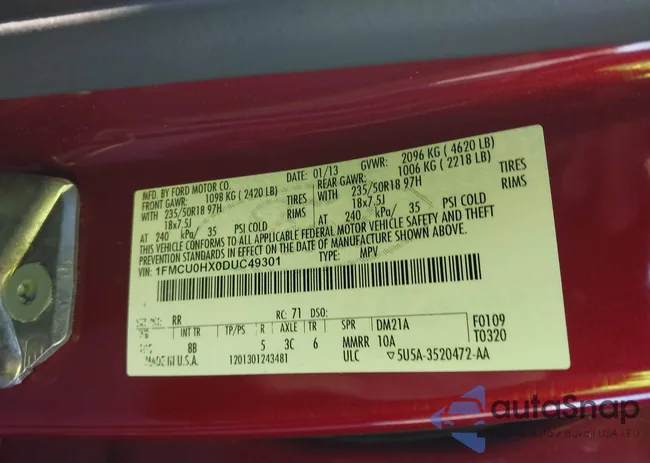 MFD. BY FORD MOTOR CO.
DATE: 01/13 GVWR: 2096 KG ( 4620 LB)
FRONT GAWR: 1098 KG ( 2420 LB) REAR GAWR: 1006 KG ( 2218 LB)
WITH 235/50R18 97H TIRES WITH 235/50R18 97H TIRES
18x7.5J RIMS 18x7.5J RIMS
AT 240 kPa/ 35 PSI COLD AT 240 kPa/ 35 PSI COLD
THIS VEHICLE CONFORMS TO ALL APPLICABLE FEDERAL MOTOR VEHICLE SAFETY AND THEFT
PREVENTION STANDARDS IN EFFECT ON THE DATE OF MANUFACTURE SHOWN ABOVE.
VIN: 1FMCU0HX0DUC49301 TYPE: MPV
RR RC: 71 DSO: F0109
INT TR TP/PS R AXLE TR SPR DM21A T0320
8B 5 3C 6 MMRR 10A
MADE IN U.S.A. 1201301243481 ULC 5U5A-3520472-AA
autoSnap